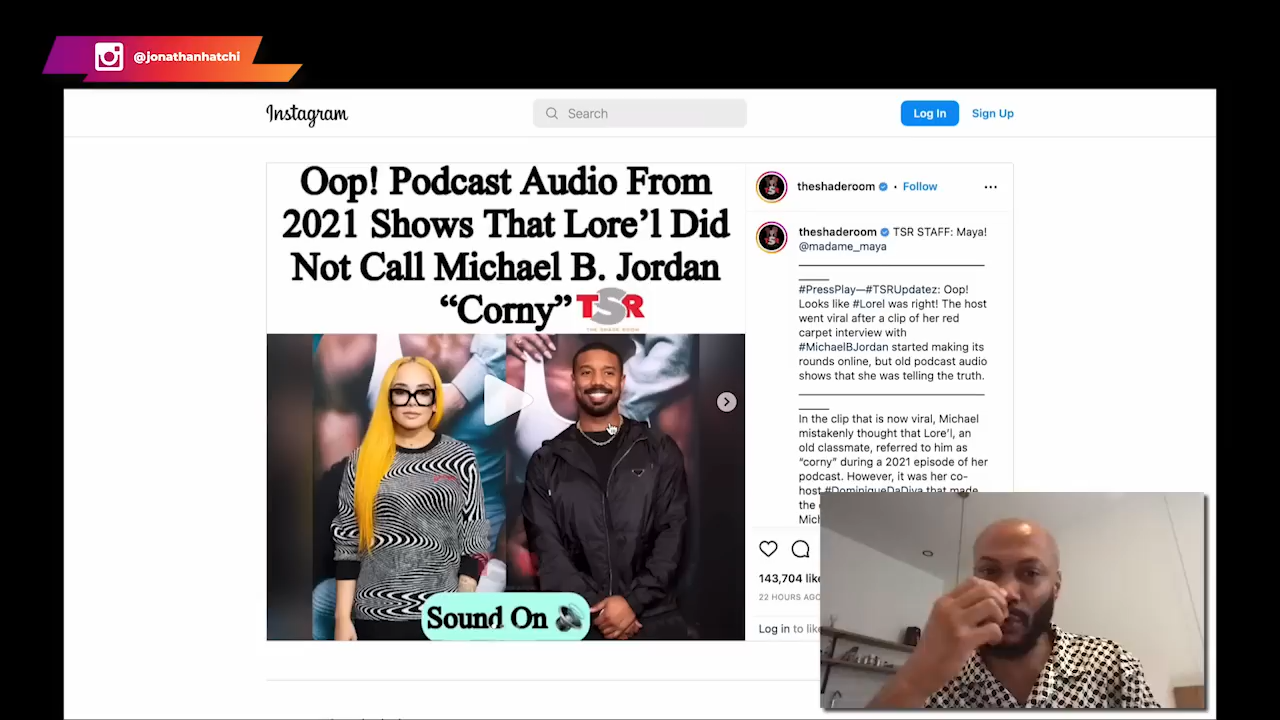 @jonathanhatchi
Instagram
Search
Log In
Sign Up
Oop! Podcast Audio From
2021 Shows That Lore'l Did
Not Call Michael B. Jordan
“Corny”
TSR
THE SHADE ROOM
Sound On
theshaderoom • Follow
theshaderoom TSR STAFF: Maya!
@madame_maya
#PressPlay—#TSRUpdatez: Oop!
Looks like #Lorel was right! The host
went viral after a clip of her red
carpet interview with
#MichaelBJordan started making its
rounds online, but old podcast audio
shows that she was telling the truth.
In the clip that is now viral, Michael
mistakenly thought that Lore'l, an
old classmate, referred to him as
“corny” during a 2021 episode of her
podcast. However, it was her co-
host #DominiqueDaDiva that made
the
143,704
22 HOURS AGO
Log in to